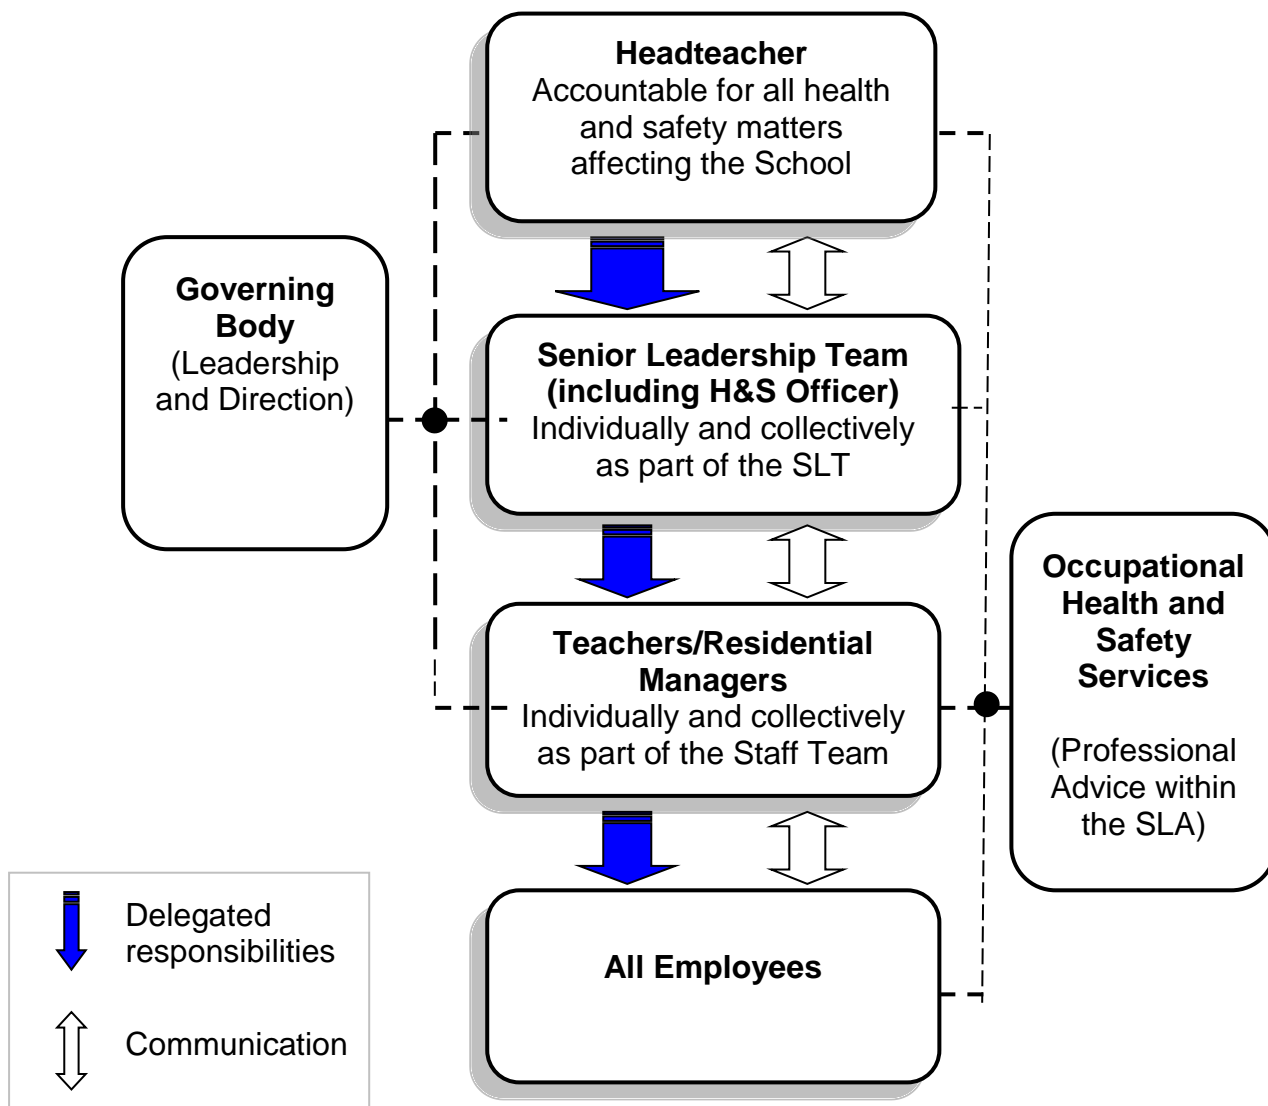 Headteacher
Accountable for all health
and safety matters
affecting the School
Governing
Body
(Leadership
and Direction)
Senior Leadership Team
(including H&S Officer)
Individually and collectively
as part of the SLT
Teachers/Residential
Managers
Individually and collectively
as part of the Staff Team
Occupational
Health and
Safety
Services
(Professional
Advice within
the SLA)
All Employees
Delegated
responsibilities
Communication